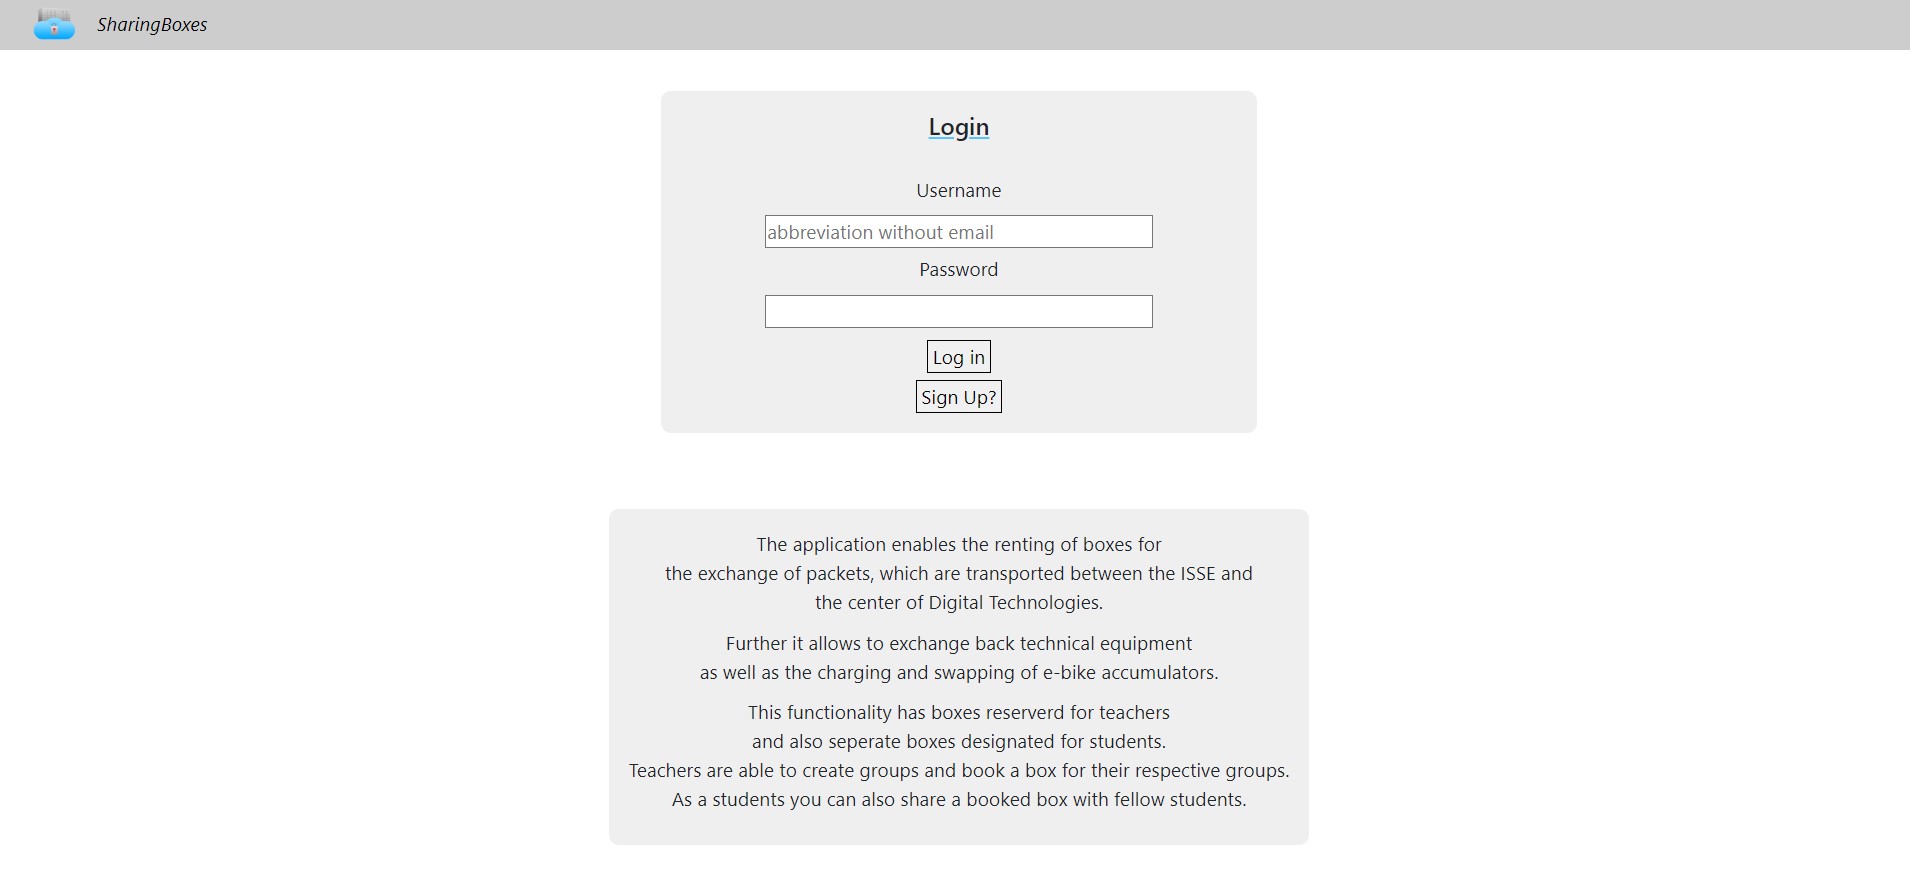 SharingBoxes
Login
Username
abbreviation without email
Password
Log in
Sign Up?
The application enables the renting of boxes for
the exchange of packets, which are transported between the ISSE and
the center of Digital Technologies.
Further it allows to exchange back technical equipment
as well as the charging and swapping of e-bike accumulators.
This functionality has boxes reserverd for teachers
and also seperate boxes designated for students.
Teachers are able to create groups and book a box for their respective groups.
As a students you can also share a booked box with fellow students.